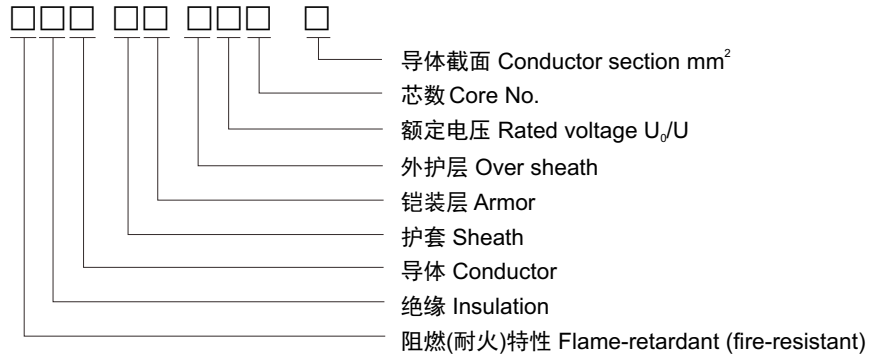 导体截面 Conductor section mm²
芯数 Core No.
额定电压 Rated voltage U₀/U
外护层 Over sheath
铠装层 Armor
护套 Sheath
导体 Conductor
绝缘 Insulation
阻燃(耐火)特性 Flame-retardant (fire-resistant)